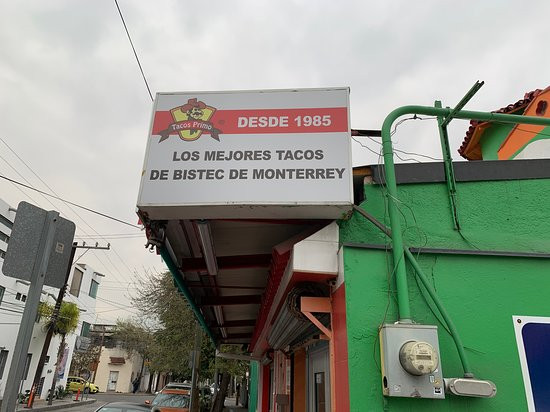 Tacos Primo
DESDE 1985
LOS MEJORES TACOS
DE BISTEC DE MONTERREY